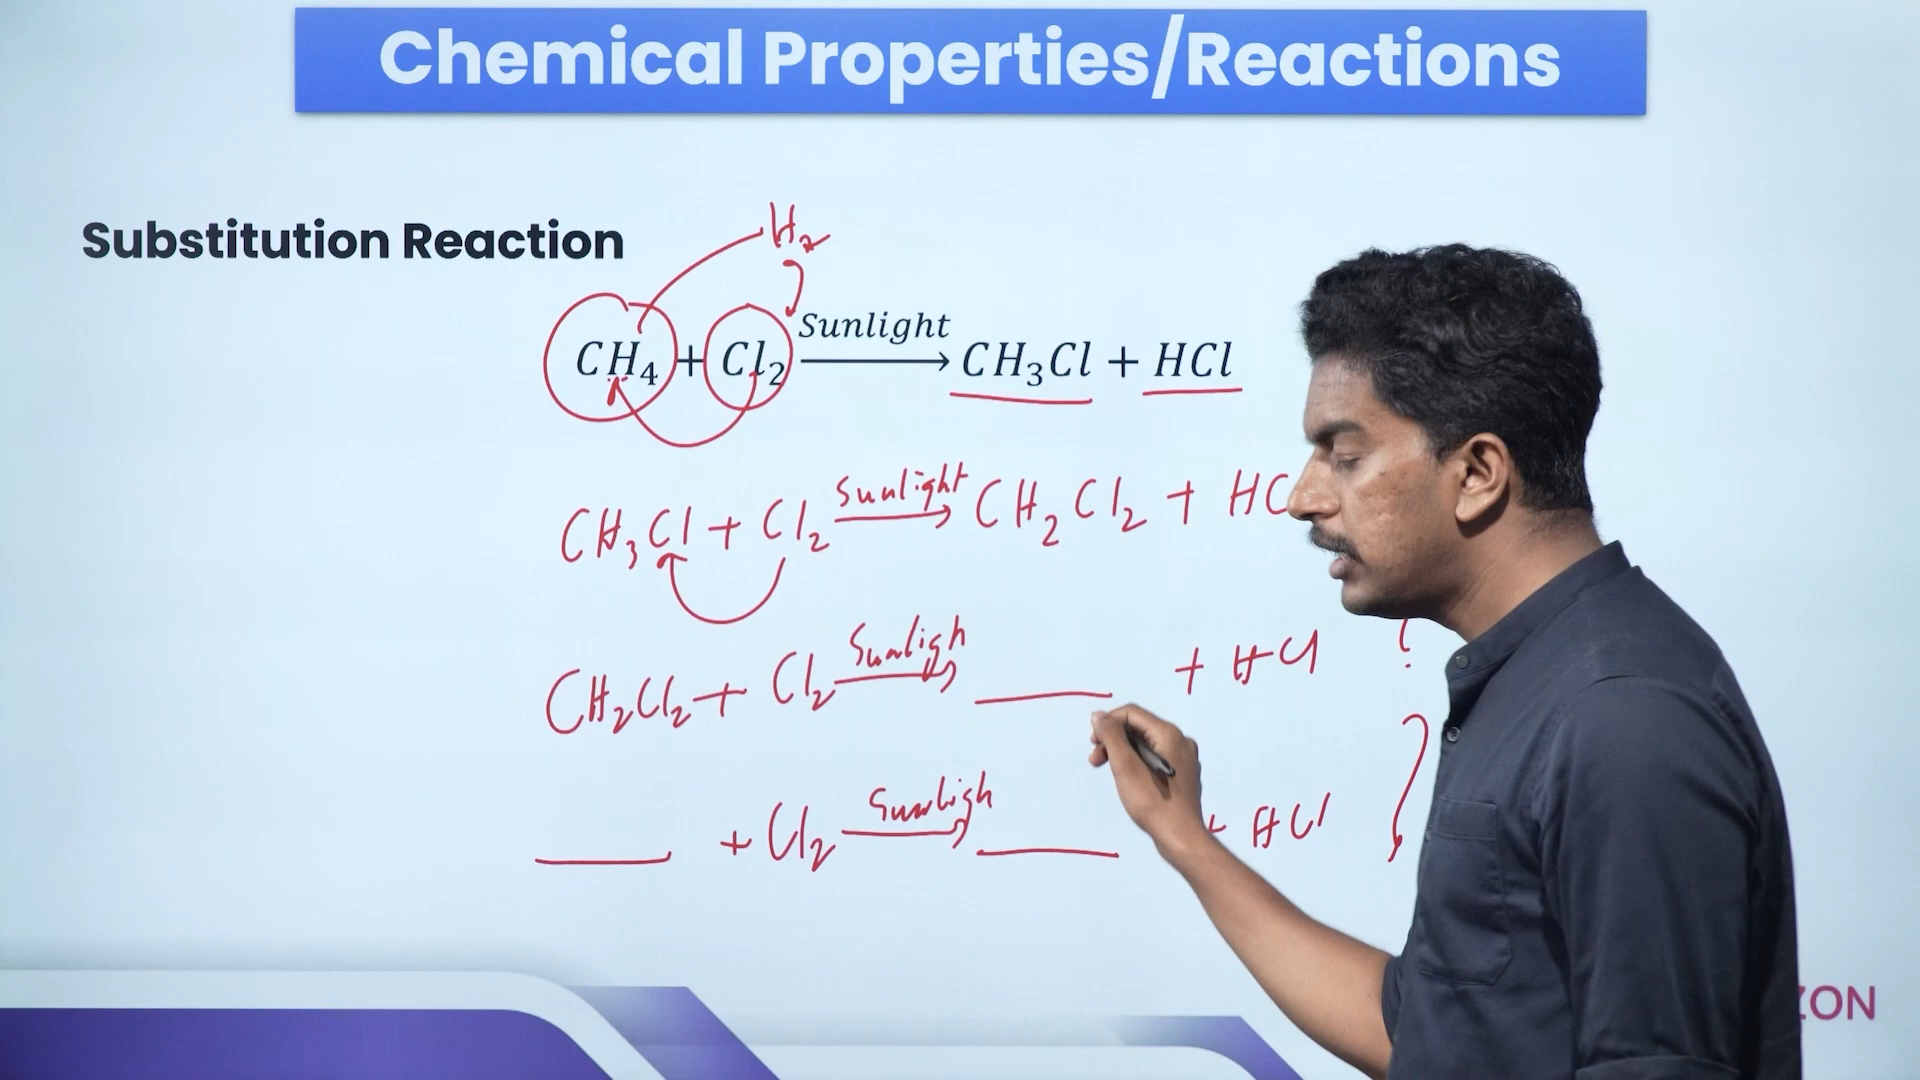 Chemical Properties/Reactions
Substitution Reaction
H₂
CH₄ + Cl₂ Sunlight ⟶ CH₃Cl + HCl
CH₃Cl + Cl₂ Sunlight ⟶ CH₂Cl₂ + HC
CH₂Cl₂ + Cl₂ Sunligh ⟶ ____ + HCl ?
____ + Cl₂ Sunligh ⟶ ____ + HCl
ZON